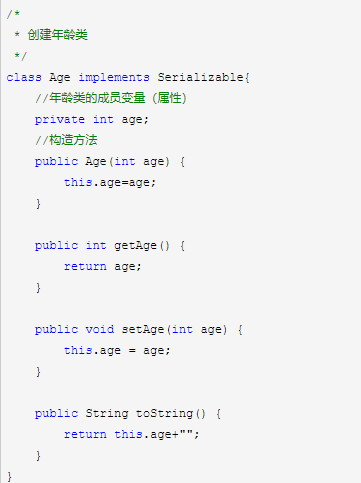 /*
 * 创建年龄类
 */
class Age implements Serializable{
    //年龄类的成员变量（属性）
    private int age;
    //构造方法
    public Age(int age) {
        this.age=age;
    }

    public int getAge() {
        return age;
    }

    public void setAge(int age) {
        this.age = age;
    }

    public String toString() {
        return this.age+"";
    }
}